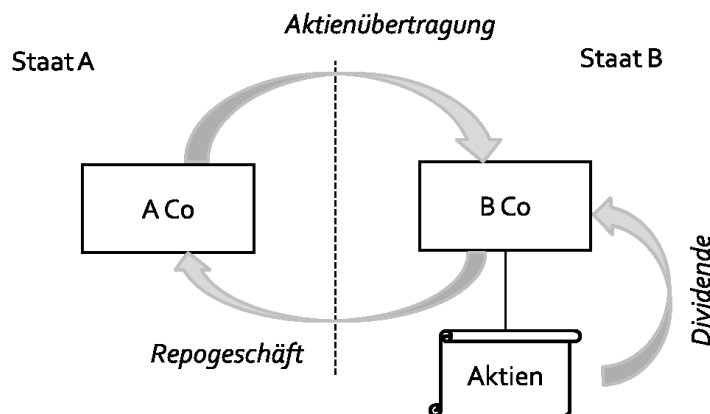 Aktienübertragung
Staat A
Staat B
A Co
B Co
Dividende
Repogeschäft
Aktien